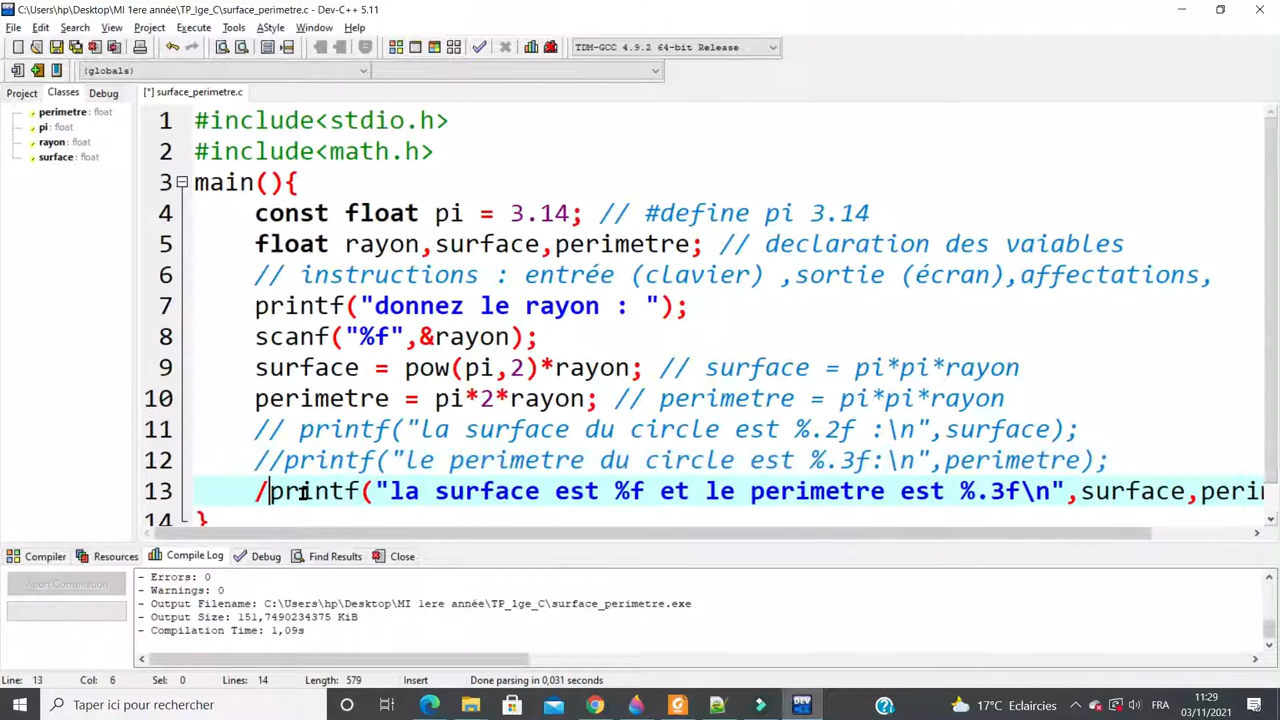 C:\Users\hp\Desktop\MI 1ere année\TP_lge_C\surface_perimetre.c - Dev-C++ 5.11
File Edit Search View Project Execute Tools AStyle Window Help
TDM-GCC 4.9.2 64-bit Release
(globals)
Project Classes Debug
[*] surface_perimetre.c
perimetre : float
pi : float
rayon : float
surface : float
1 #include<stdio.h>
2 #include<math.h>
3 main(){
4 const float pi = 3.14; // #define pi 3.14
5 float rayon,surface,perimetre; // declaration des vaiables
6 // instructions : entrée (clavier) ,sortie (écran),affectations,
7 printf("donnez le rayon : ");
8 scanf("%f",&rayon);
9 surface = pow(pi,2)*rayon; // surface = pi*pi*rayon
10 perimetre = pi*2*rayon; // perimetre = pi*pi*rayon
11 // printf("la surface du circle est %.2f :\n",surface);
12 //printf("le perimetre du circle est %.3f:\n",perimetre);
13 /printf("la surface est %f et le perimetre est %.3f\n",surface,perin
14 }
Compiler Resources Compile Log Debug Find Results Close
Abort Compilation
- Errors: 0
- Warnings: 0
- Output Filename: C:\Users\hp\Desktop\MI 1ere année\TP_lge_C\surface_perimetre.exe
- Output Size: 151,7490234375 KiB
- Compilation Time: 1,09s
Line: 13 Col: 6 Sel: 0 Lines: 14 Length: 579 Insert Done parsing in 0,031 seconds
Taper ici pour rechercher
17°C Eclaircies
FRA
11:29
03/11/2021